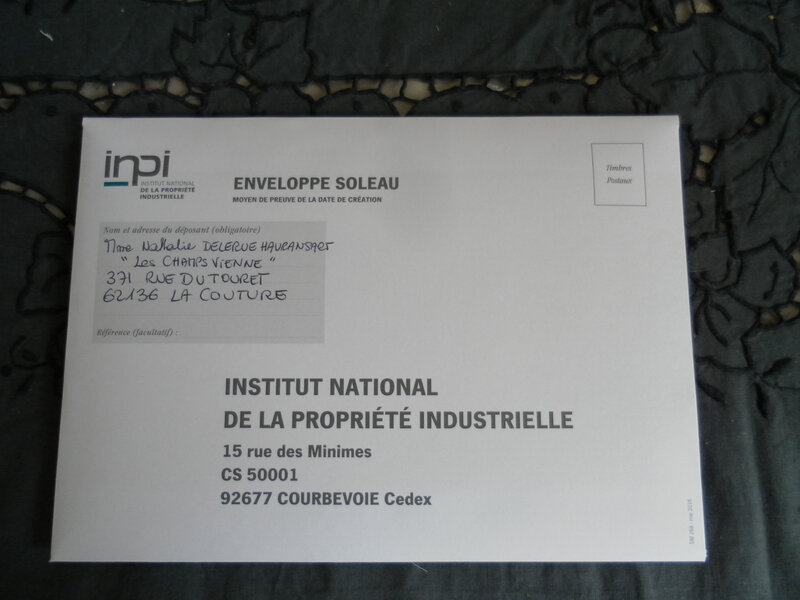 inpi
INSTITUT NATIONAL
DE LA PROPRIÉTÉ
INDUSTRIELLE
ENVELOPPE SOLEAU
MOYEN DE PREUVE DE LA DATE DE CRÉATION
Timbres
Postaux
Nom et adresse du déposant (obligatoire)
Mme Nathalie DELERUE HAVRANSART
" Les CHAMPS VIENNE "
371 RUE DU TOURET
62136 LA COUTURE
Référence (facultatif) :
INSTITUT NATIONAL
DE LA PROPRIÉTÉ INDUSTRIELLE
15 rue des Minimes
CS 50001
92677 COURBEVOIE Cedex